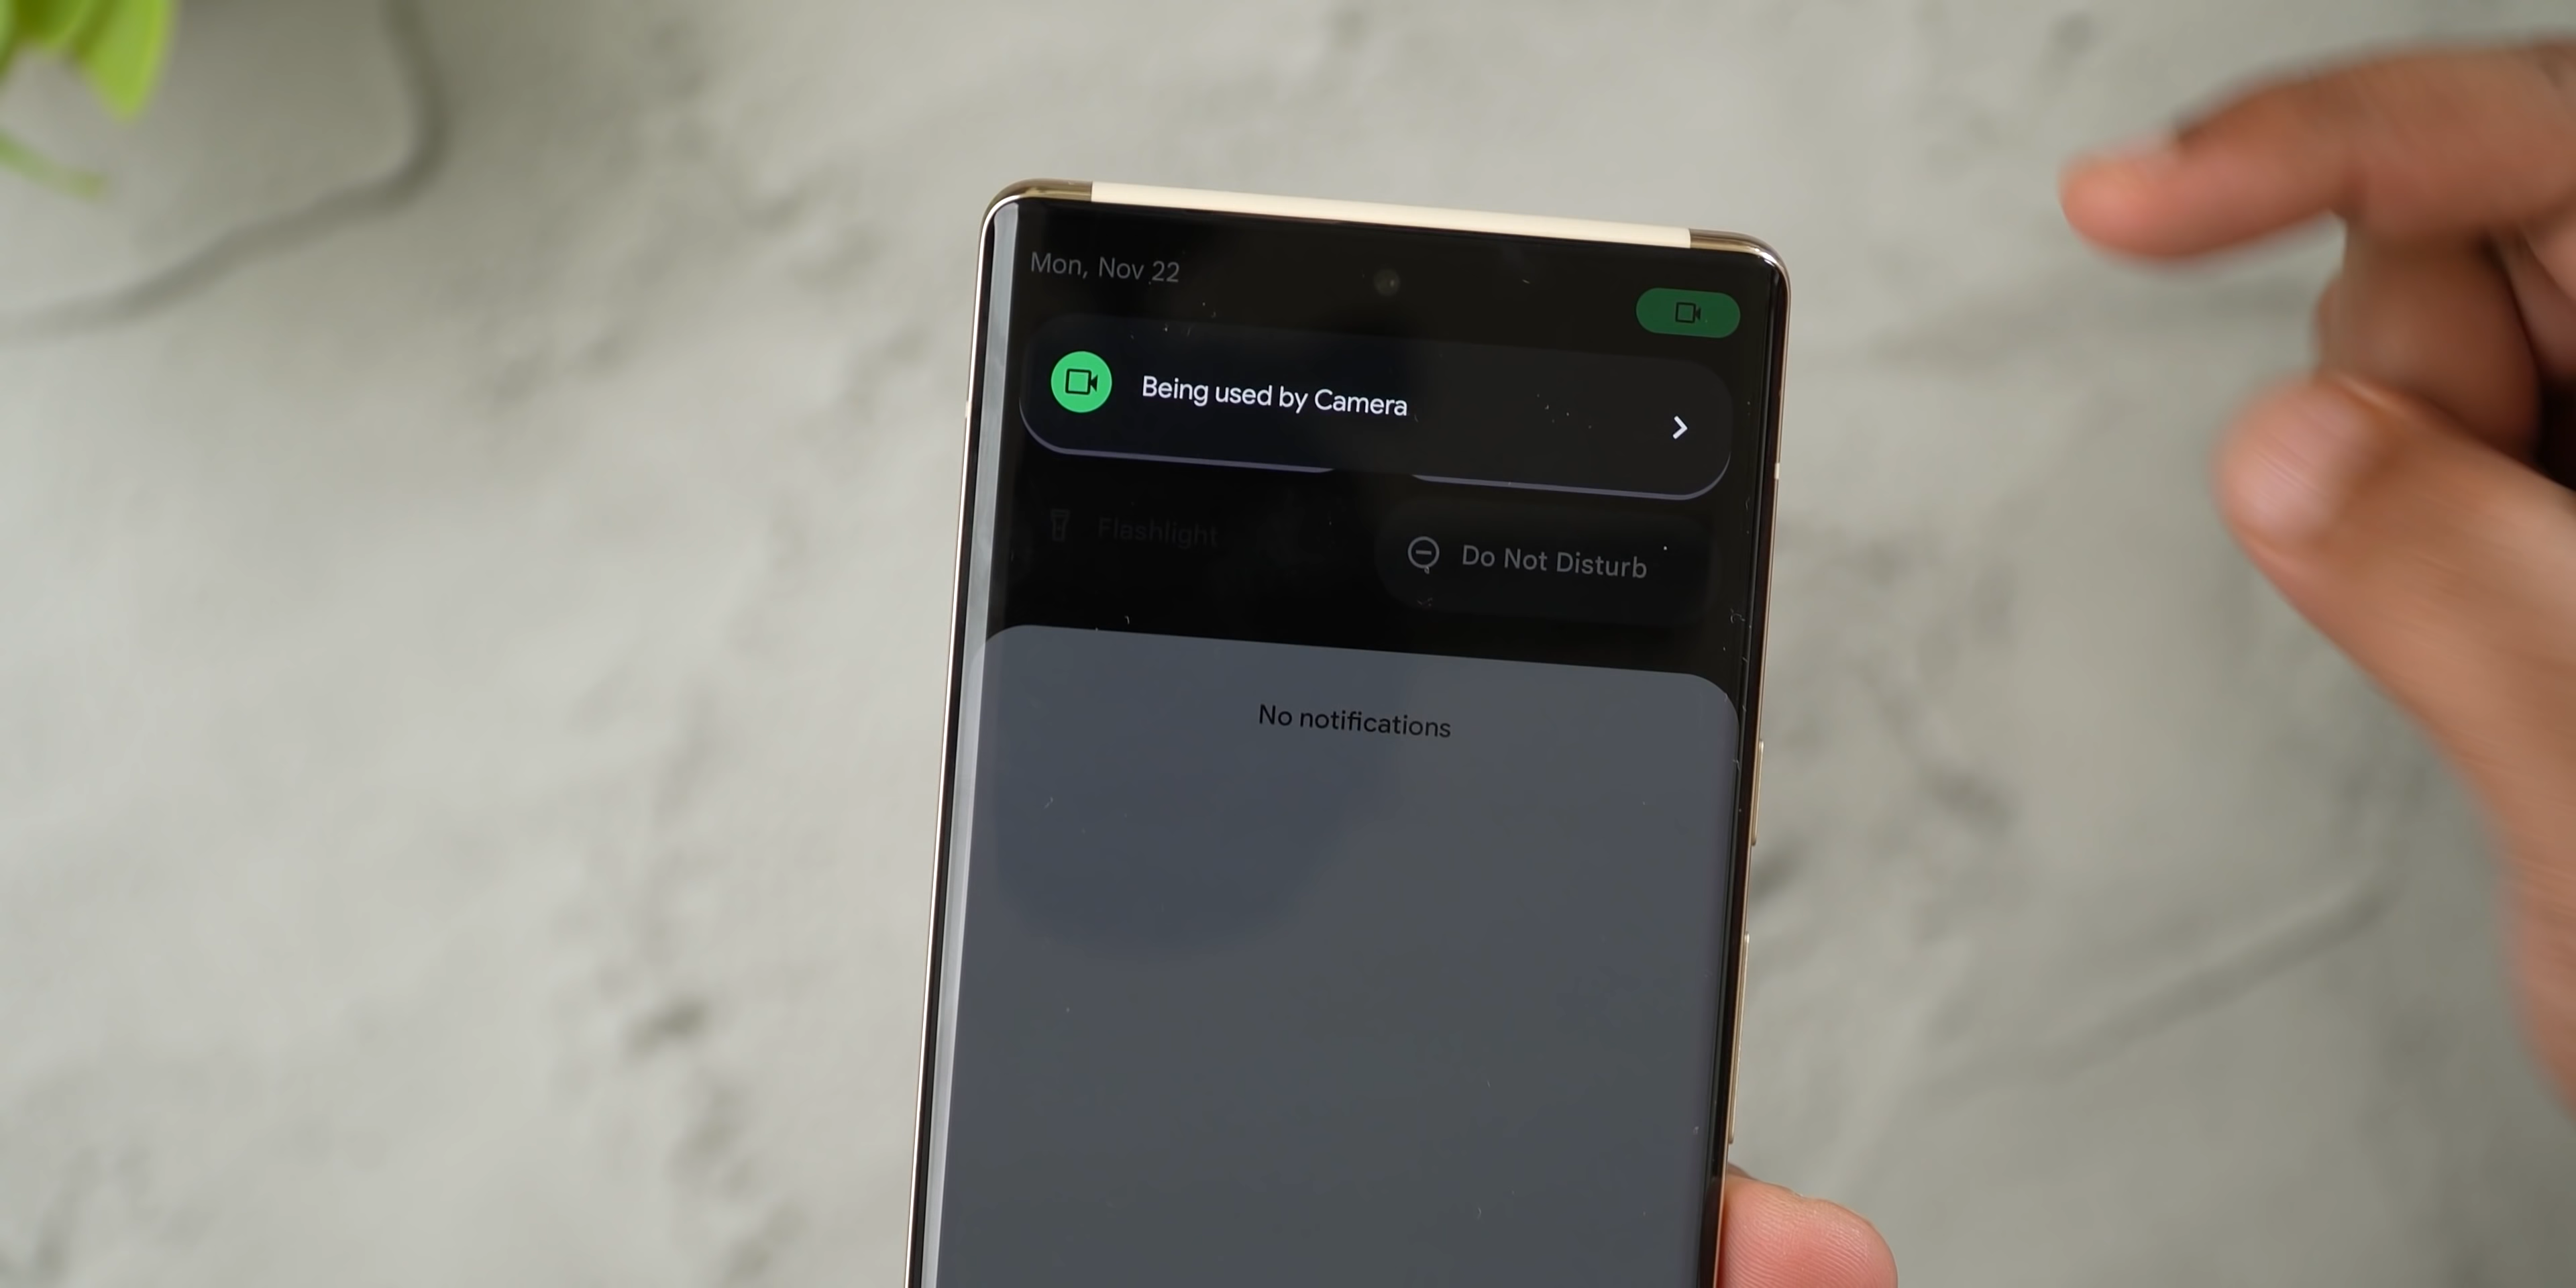 Mon, Nov 22
Being used by Camera
Flashlight
Do Not Disturb
No notifications